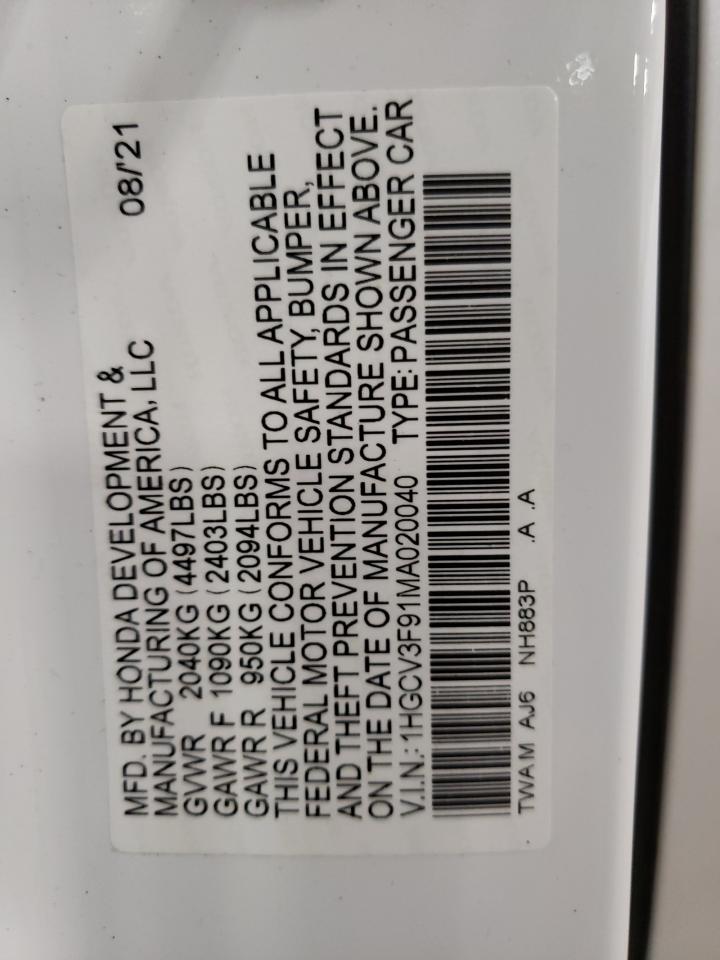 MFD. BY HONDA DEVELOPMENT &
MANUFACTURING OF AMERICA, LLC 08/'21
GVWR 2040KG (4497LBS)
GAWR F 1090KG (2403LBS)
GAWR R 950KG (2094LBS)
THIS VEHICLE CONFORMS TO ALL APPLICABLE
FEDERAL MOTOR VEHICLE SAFETY, BUMPER,
AND THEFT PREVENTION STANDARDS IN EFFECT
ON THE DATE OF MANUFACTURE SHOWN ABOVE.
V.I.N.: 1HGCV3F91MA020040 TYPE: PASSENGER CAR
TWA M AJ6 NH883P .A .A